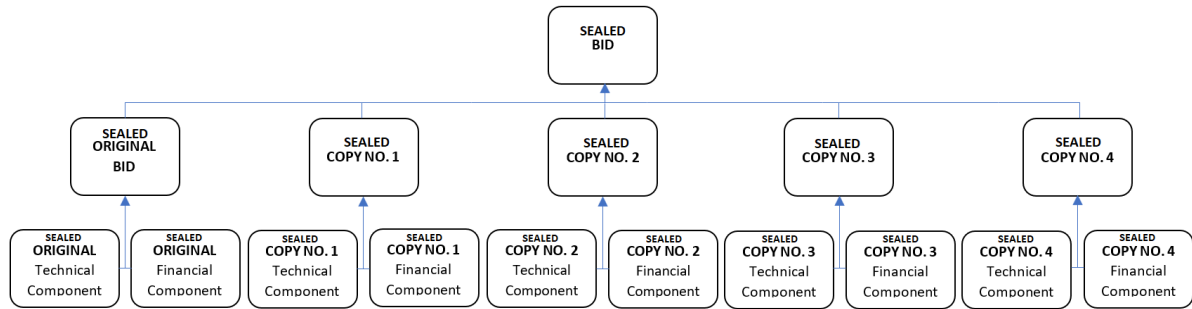 SEALED
BID
SEALED
ORIGINAL
BID
SEALED
COPY NO. 1
SEALED
COPY NO. 2
SEALED
COPY NO. 3
SEALED
COPY NO. 4
SEALED
ORIGINAL
Technical
Component
SEALED
ORIGINAL
Financial
Component
SEALED
COPY NO. 1
Technical
Component
SEALED
COPY NO. 1
Financial
Component
SEALED
COPY NO. 2
Technical
Component
SEALED
COPY NO. 2
Financial
Component
SEALED
COPY NO. 3
Technical
Component
SEALED
COPY NO. 3
Financial
Component
SEALED
COPY NO. 4
Technical
Component
SEALED
COPY NO. 4
Financial
Component